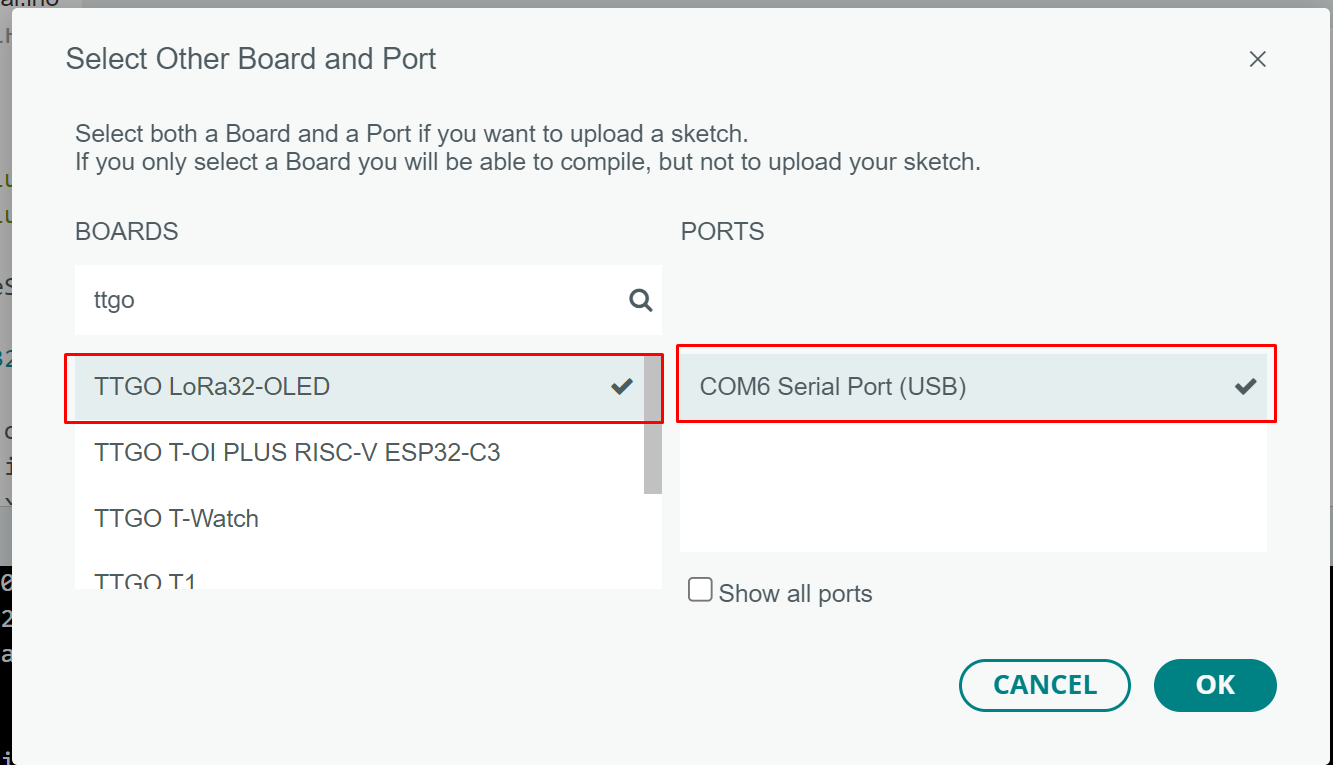 Select Other Board and Port
Select both a Board and a Port if you want to upload a sketch.
If you only select a Board you will be able to compile, but not to upload your sketch.
BOARDS
PORTS
ttgo
TTGO LoRa32-OLED
COM6 Serial Port (USB)
TTGO T-OI PLUS RISC-V ESP32-C3
TTGO T-Watch
TTGO T1
Show all ports
CANCEL
OK